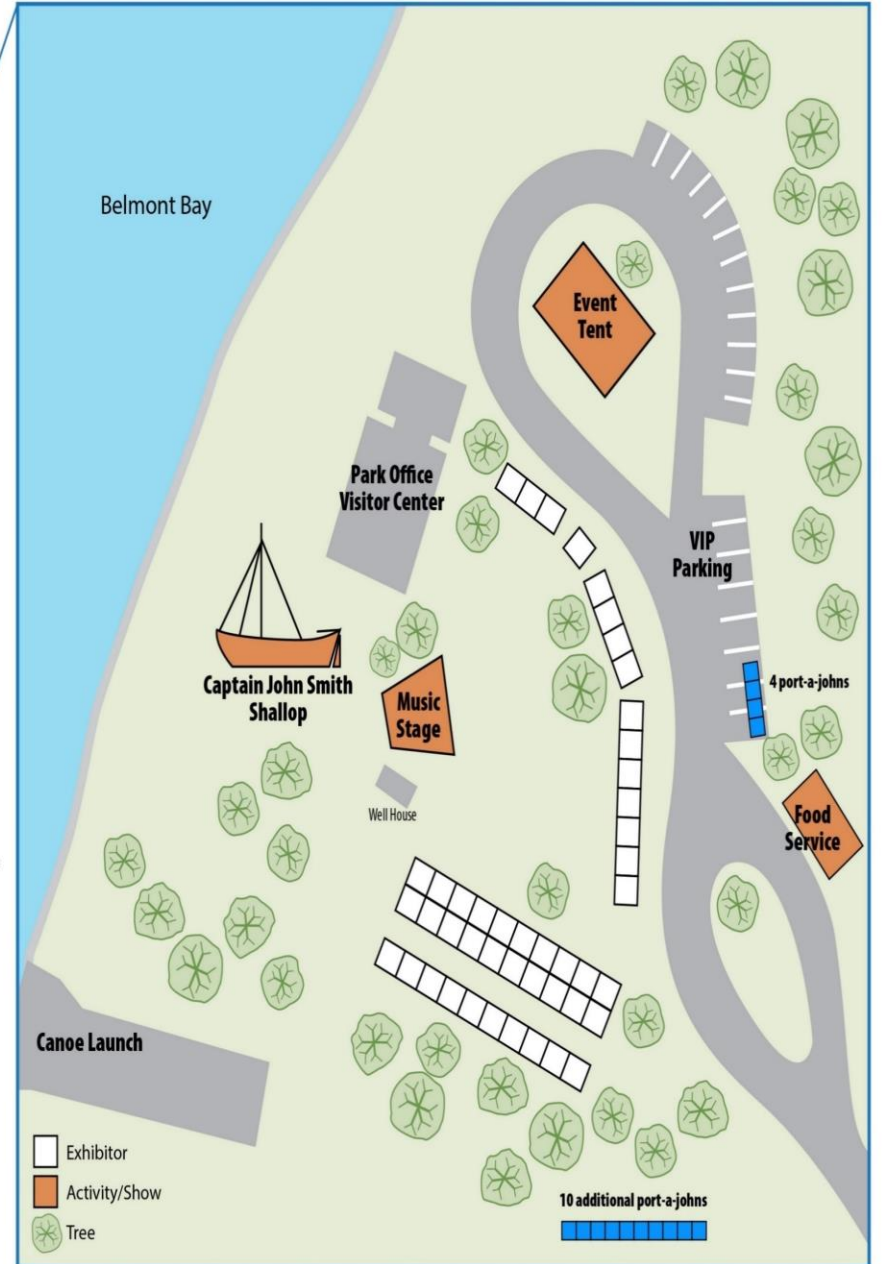 Belmont Bay
Event
Tent
Park Office
Visitor Center
VIP
Parking
Captain John Smith
Shallop
Music
Stage
4 port-a-johns
Well House
Food
Service
Canoe Launch
Exhibitor
Activity/Show
Tree
10 additional port-a-johns